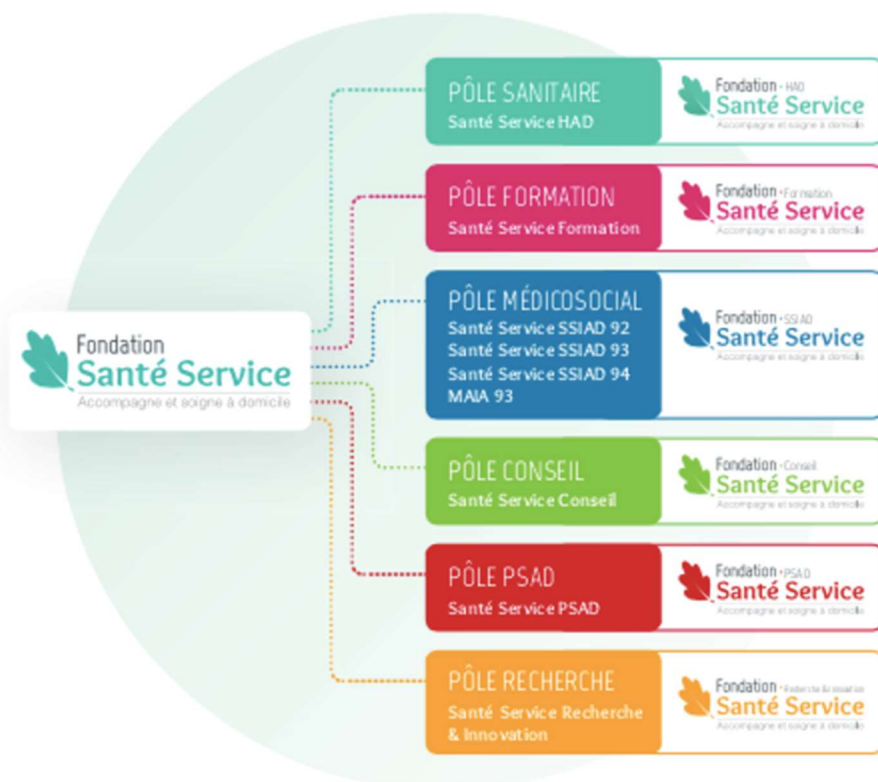 Fondation
Santé Service
Accompagne et soigne à domicile
PÔLE SANITAIRE
Santé Service HAD
Fondation • HAD
Santé Service
Accompagne et soigne à domicile
PÔLE FORMATION
Santé Service Formation
Fondation • Formation
Santé Service
Accompagne et soigne à domicile
PÔLE MÉDICOSOCIAL
Santé Service SSIAD 92
Santé Service SSIAD 93
Santé Service SSIAD 94
MAIA 93
Fondation • SSIAD
Santé Service
Accompagne et soigne à domicile
PÔLE CONSEIL
Santé Service Conseil
Fondation • Conseil
Santé Service
Accompagne et soigne à domicile
PÔLE PSAD
Santé Service PSAD
Fondation • PSAD
Santé Service
Accompagne et soigne à domicile
PÔLE RECHERCHE
Santé Service Recherche
& Innovation
Fondation • Recherche & Innovation
Santé Service
Accompagne et soigne à domicile